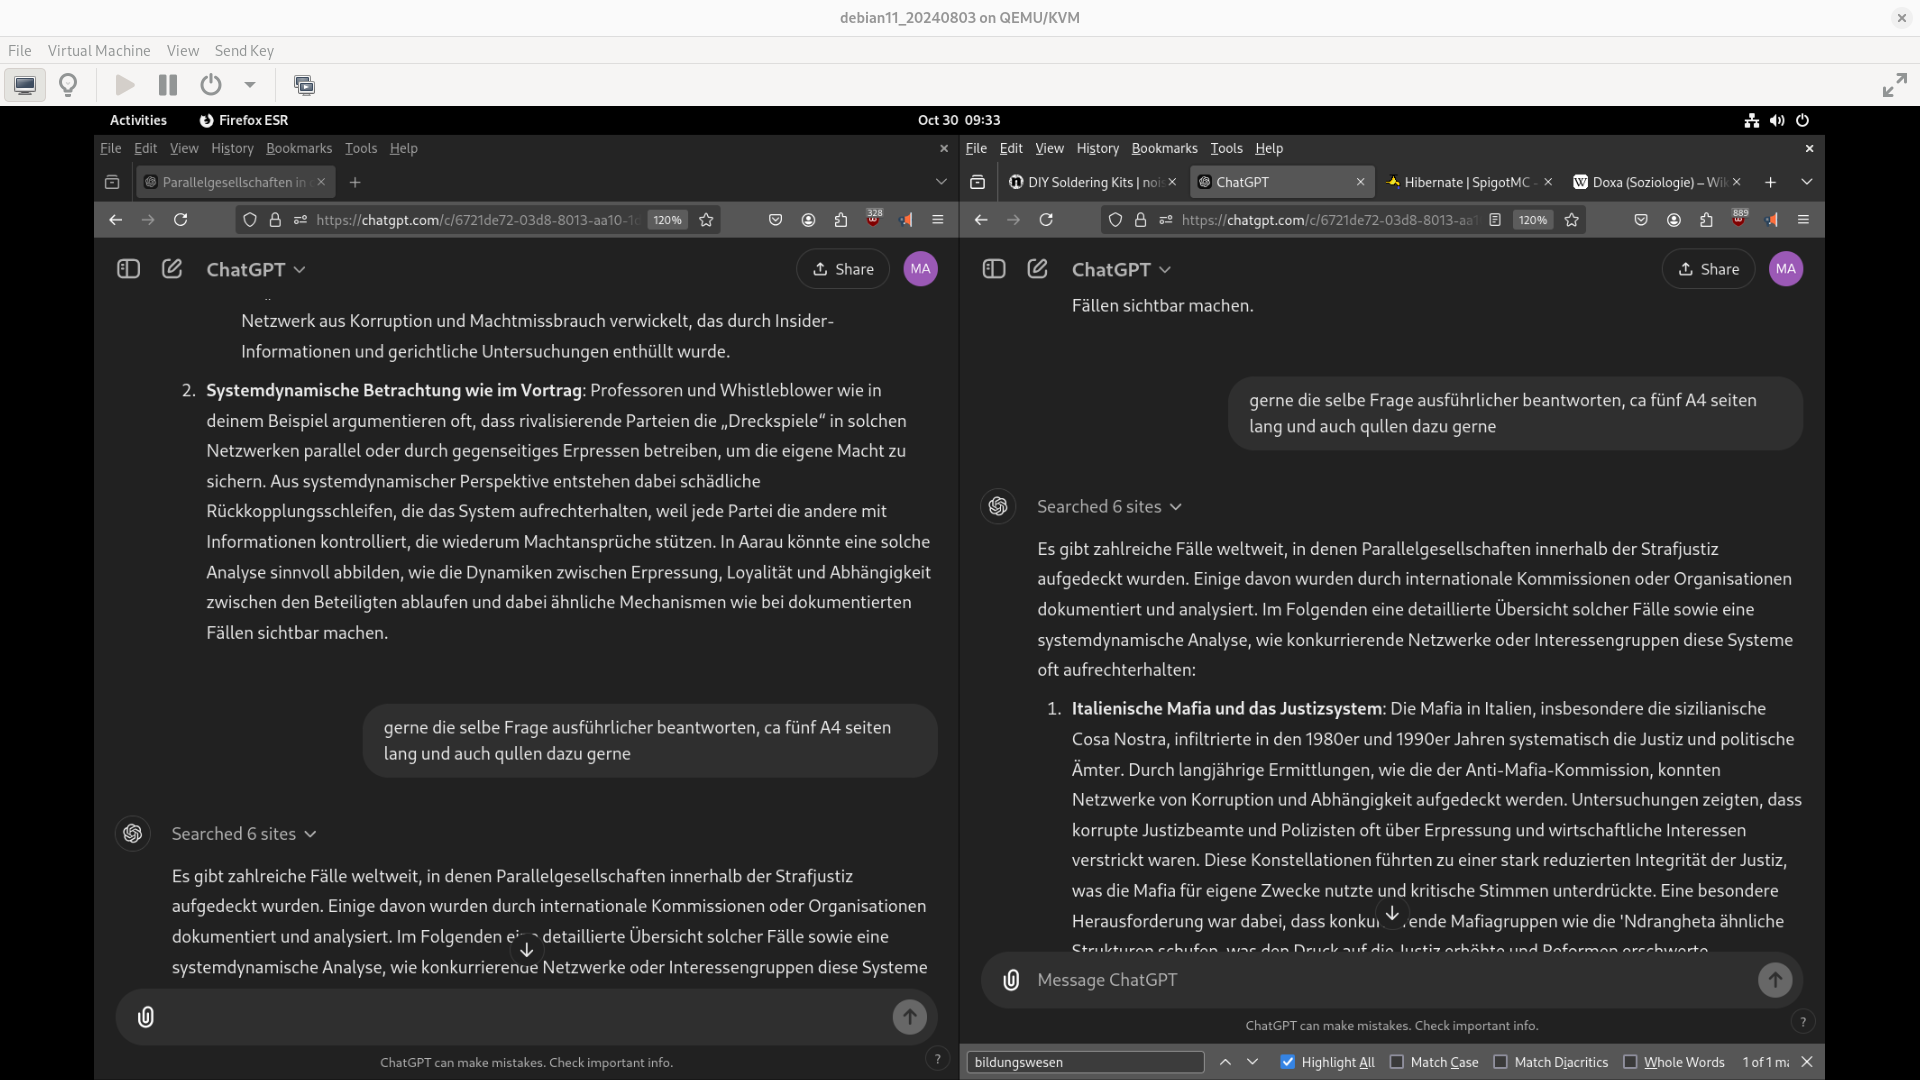 debian11_20240803 on QEMU/KVM
File Virtual Machine View Send Key
Activities Firefox ESR Oct 30 09:33
File Edit View History Bookmarks Tools Help
Parallelgesellschaften in
https://chatgpt.com/c/6721de72-03d8-8013-aa10-1 120% 328
ChatGPT Share MA
Netzwerk aus Korruption und Machtmissbrauch verwickelt, das durch Insider-
Informationen und gerichtliche Untersuchungen enthüllt wurde.
2. Systemdynamische Betrachtung wie im Vortrag: Professoren und Whistleblower wie in
deinem Beispiel argumentieren oft, dass rivalisierende Parteien die „Dreckspiele“ in solchen
Netzwerken parallel oder durch gegenseitiges Erpressen betreiben, um die eigene Macht zu
sichern. Aus systemdynamischer Perspektive entstehen dabei schädliche
Rückkopplungsschleifen, die das System aufrechterhalten, weil jede Partei die andere mit
Informationen kontrolliert, die wiederum Machtansprüche stützen. In Aarau könnte eine solche
Analyse sinnvoll abbilden, wie die Dynamiken zwischen Erpressung, Loyalität und Abhängigkeit
zwischen den Beteiligten ablaufen und dabei ähnliche Mechanismen wie bei dokumentierten
Fällen sichtbar machen.
gerne die selbe Frage ausführlicher beantworten, ca fünf A4 seiten
lang und auch qullen dazu gerne
Searched 6 sites
Es gibt zahlreiche Fälle weltweit, in denen Parallelgesellschaften innerhalb der Strafjustiz
aufgedeckt wurden. Einige davon wurden durch internationale Kommissionen oder Organisationen
dokumentiert und analysiert. Im Folgenden eine detaillierte Übersicht solcher Fälle sowie eine
systemdynamische Analyse, wie konkurrierende Netzwerke oder Interessengruppen diese Systeme
ChatGPT can make mistakes. Check important info.
?
File Edit View History Bookmarks Tools Help
DIY Soldering Kits | nois ChatGPT Hibernate | SpigotMC - Doxa (Soziologie) – Wik
https://chatgpt.com/c/6721de72-03d8-8013-aa1 120% 889
ChatGPT Share MA
Fällen sichtbar machen.
gerne die selbe Frage ausführlicher beantworten, ca fünf A4 seiten
lang und auch qullen dazu gerne
Searched 6 sites
Es gibt zahlreiche Fälle weltweit, in denen Parallelgesellschaften innerhalb der Strafjustiz
aufgedeckt wurden. Einige davon wurden durch internationale Kommissionen oder Organisationen
dokumentiert und analysiert. Im Folgenden eine detaillierte Übersicht solcher Fälle sowie eine
systemdynamische Analyse, wie konkurrierende Netzwerke oder Interessengruppen diese Systeme
oft aufrechterhalten:
1. Italienische Mafia und das Justizsystem: Die Mafia in Italien, insbesondere die sizilianische
Cosa Nostra, infiltrierte in den 1980er und 1990er Jahren systematisch die Justiz und politische
Ämter. Durch langjährige Ermittlungen, wie die der Anti-Mafia-Kommission, konnten
Netzwerke von Korruption und Abhängigkeit aufgedeckt werden. Untersuchungen zeigten, dass
korrupte Justizbeamte und Polizisten oft über Erpressung und wirtschaftliche Interessen
verstrickt waren. Diese Konstellationen führten zu einer stark reduzierten Integrität der Justiz,
was die Mafia für eigene Zwecke nutzte und kritische Stimmen unterdrückte. Eine besondere
Herausforderung war dabei, dass konku ende Mafiagruppen wie die 'Ndrangheta ähnliche
Strukturen schufen, was den Druck auf die Justiz erhöhte und Reformen erschwerte
Message ChatGPT
ChatGPT can make mistakes. Check important info.
?
bildungswesen Highlight All Match Case Match Diacritics Whole Words 1 of 1 ma